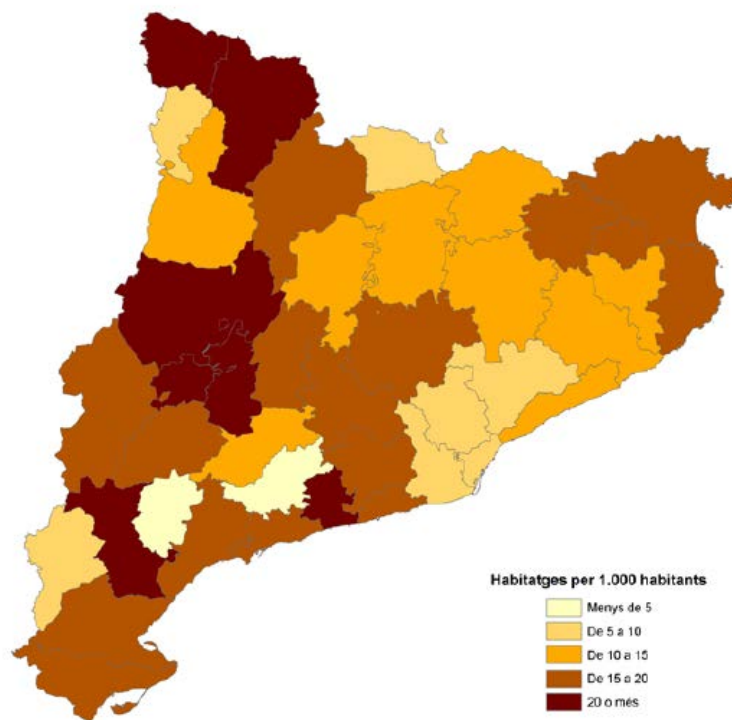 Habitatges per 1.000 habitants
Menys de 5
De 5 a 10
De 10 a 15
De 15 a 20
20 o més